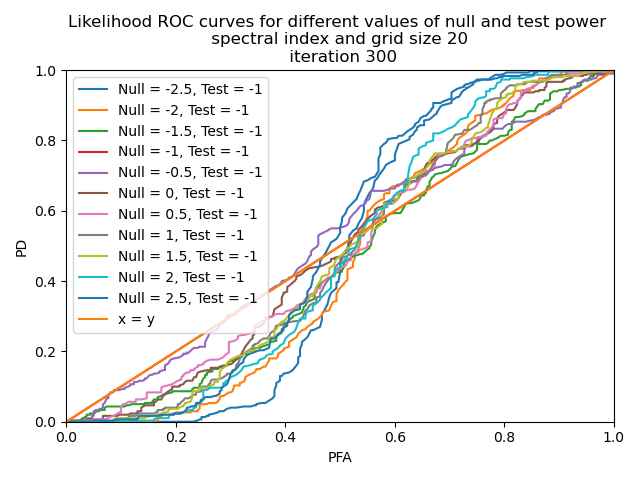 Likelihood ROC curves for different values of null and test power
spectral index and grid size 20
iteration 300
1.0
0.8
0.6
0.4
0.2
0.0
PD
Null = -2.5, Test = -1
Null = -2, Test = -1
Null = -1.5, Test = -1
Null = -1, Test = -1
Null = -0.5, Test = -1
Null = 0, Test = -1
Null = 0.5, Test = -1
Null = 1, Test = -1
Null = 1.5, Test = -1
Null = 2, Test = -1
Null = 2.5, Test = -1
x = y
0.0 0.2 0.4 0.6 0.8 1.0
PFA